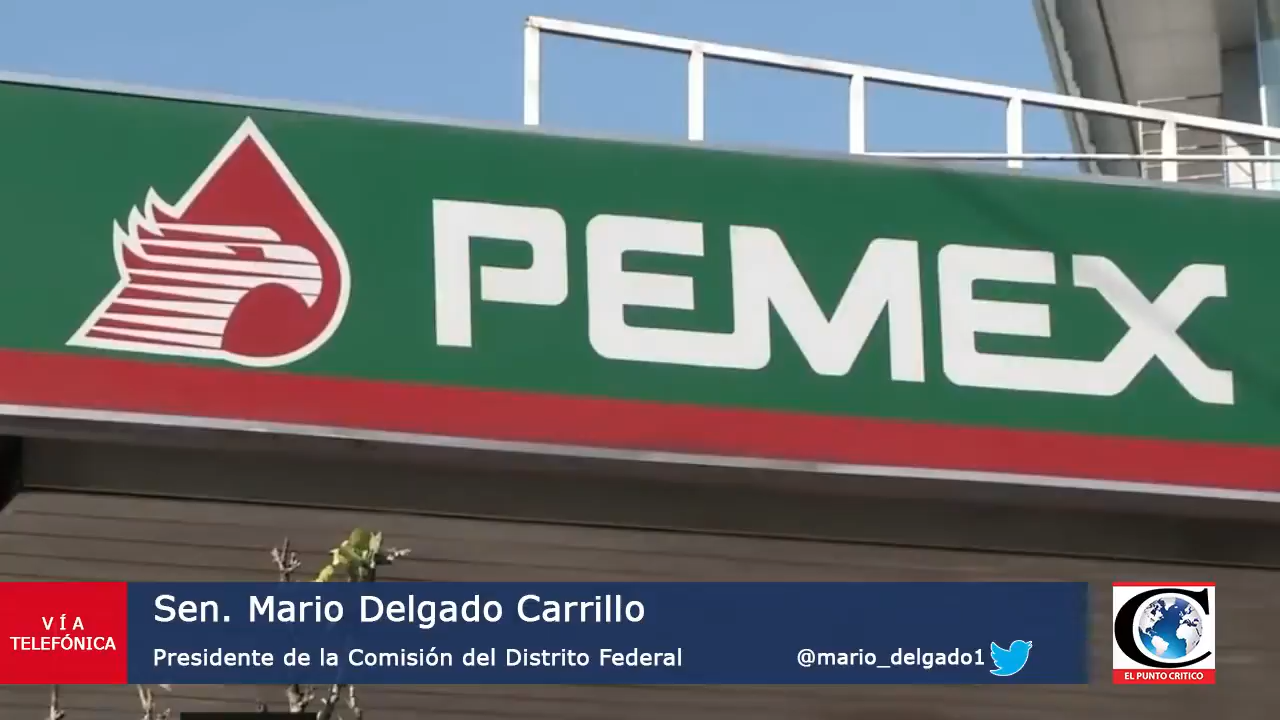 PEMEX
VÍA
TELEFÓNICA
Sen. Mario Delgado Carrillo
Presidente de la Comisión del Distrito Federal
@mario_delgado1
C
EL PUNTO CRITICO